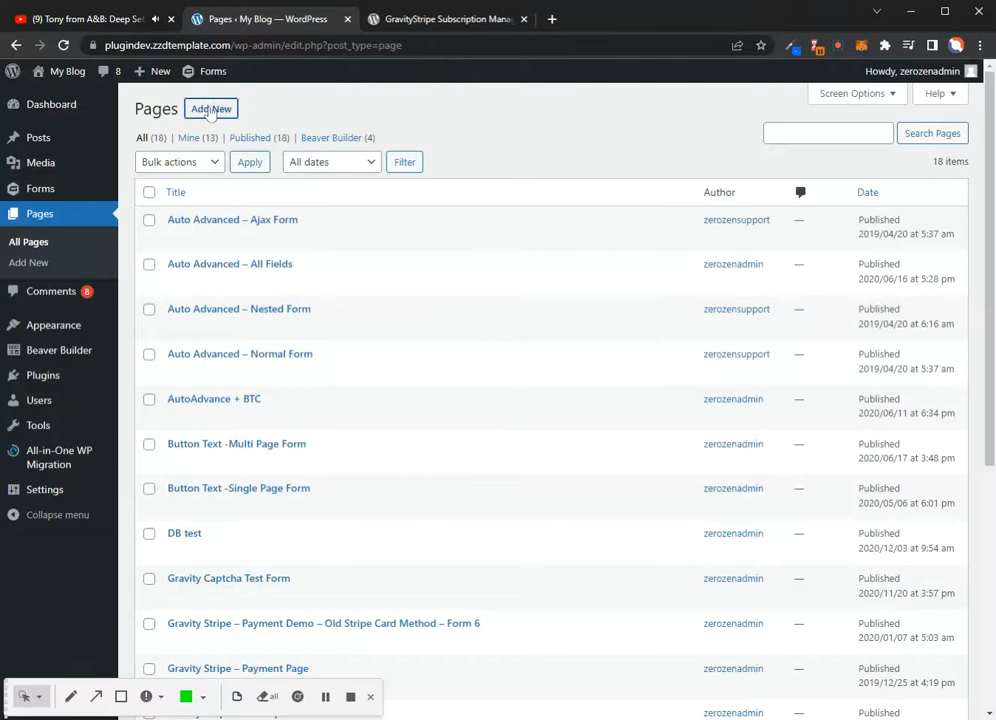 (9) Tony from A&B: Deep Se
Pages ‹ My Blog — WordPress
GravityStripe Subscription Mana
plugindev.zzdtemplate.com/wp-admin/edit.php?post_type=page
My Blog
8
New
Forms
Howdy, zerozenadmin
Dashboard
Posts
Media
Forms
Pages
All Pages
Add New
Comments 8
Appearance
Beaver Builder
Plugins
Users
Tools
All-in-One WP
Migration
Settings
Collapse menu
Screen Options
Help
Pages
Add New
All (18) | Mine (13) | Published (18) | Beaver Builder (4)
Search Pages
Bulk actions
Apply
All dates
Filter
18 items
Title
Author
Date
Auto Advanced – Ajax Form
zerozensupport
—
Published
2019/04/20 at 5:37 am
Auto Advanced – All Fields
zerozenadmin
—
Published
2020/06/16 at 5:28 pm
Auto Advanced – Nested Form
zerozensupport
—
Published
2019/04/20 at 6:16 am
Auto Advanced – Normal Form
zerozensupport
—
Published
2019/04/20 at 5:37 am
AutoAdvance + BTC
zerozenadmin
—
Published
2020/06/11 at 6:34 pm
Button Text -Multi Page Form
zerozenadmin
—
Published
2020/06/17 at 3:48 pm
Button Text -Single Page Form
zerozenadmin
—
Published
2020/05/06 at 6:01 pm
DB test
zerozenadmin
—
Published
2020/12/03 at 9:54 am
Gravity Captcha Test Form
zerozenadmin
—
Published
2020/11/20 at 3:57 pm
Gravity Stripe – Payment Demo – Old Stripe Card Method – Form 6
zerozenadmin
—
Published
2020/01/07 at 5:03 am
Gravity Stripe – Payment Page
zerozenadmin
—
Published
2019/12/25 at 4:19 pm
all
Published